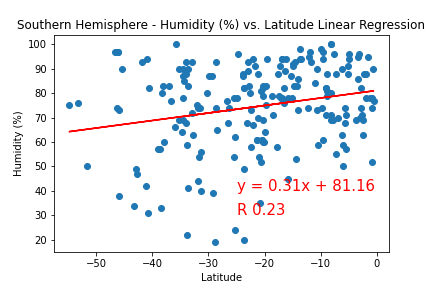 Southern Hemisphere - Humidity (%) vs. Latitude Linear Regression
100
90
80
70
60
50
40
30
20
Humidity (%)
y = 0.31x + 81.16
R 0.23
−50 −40 −30 −20 −10 0
Latitude